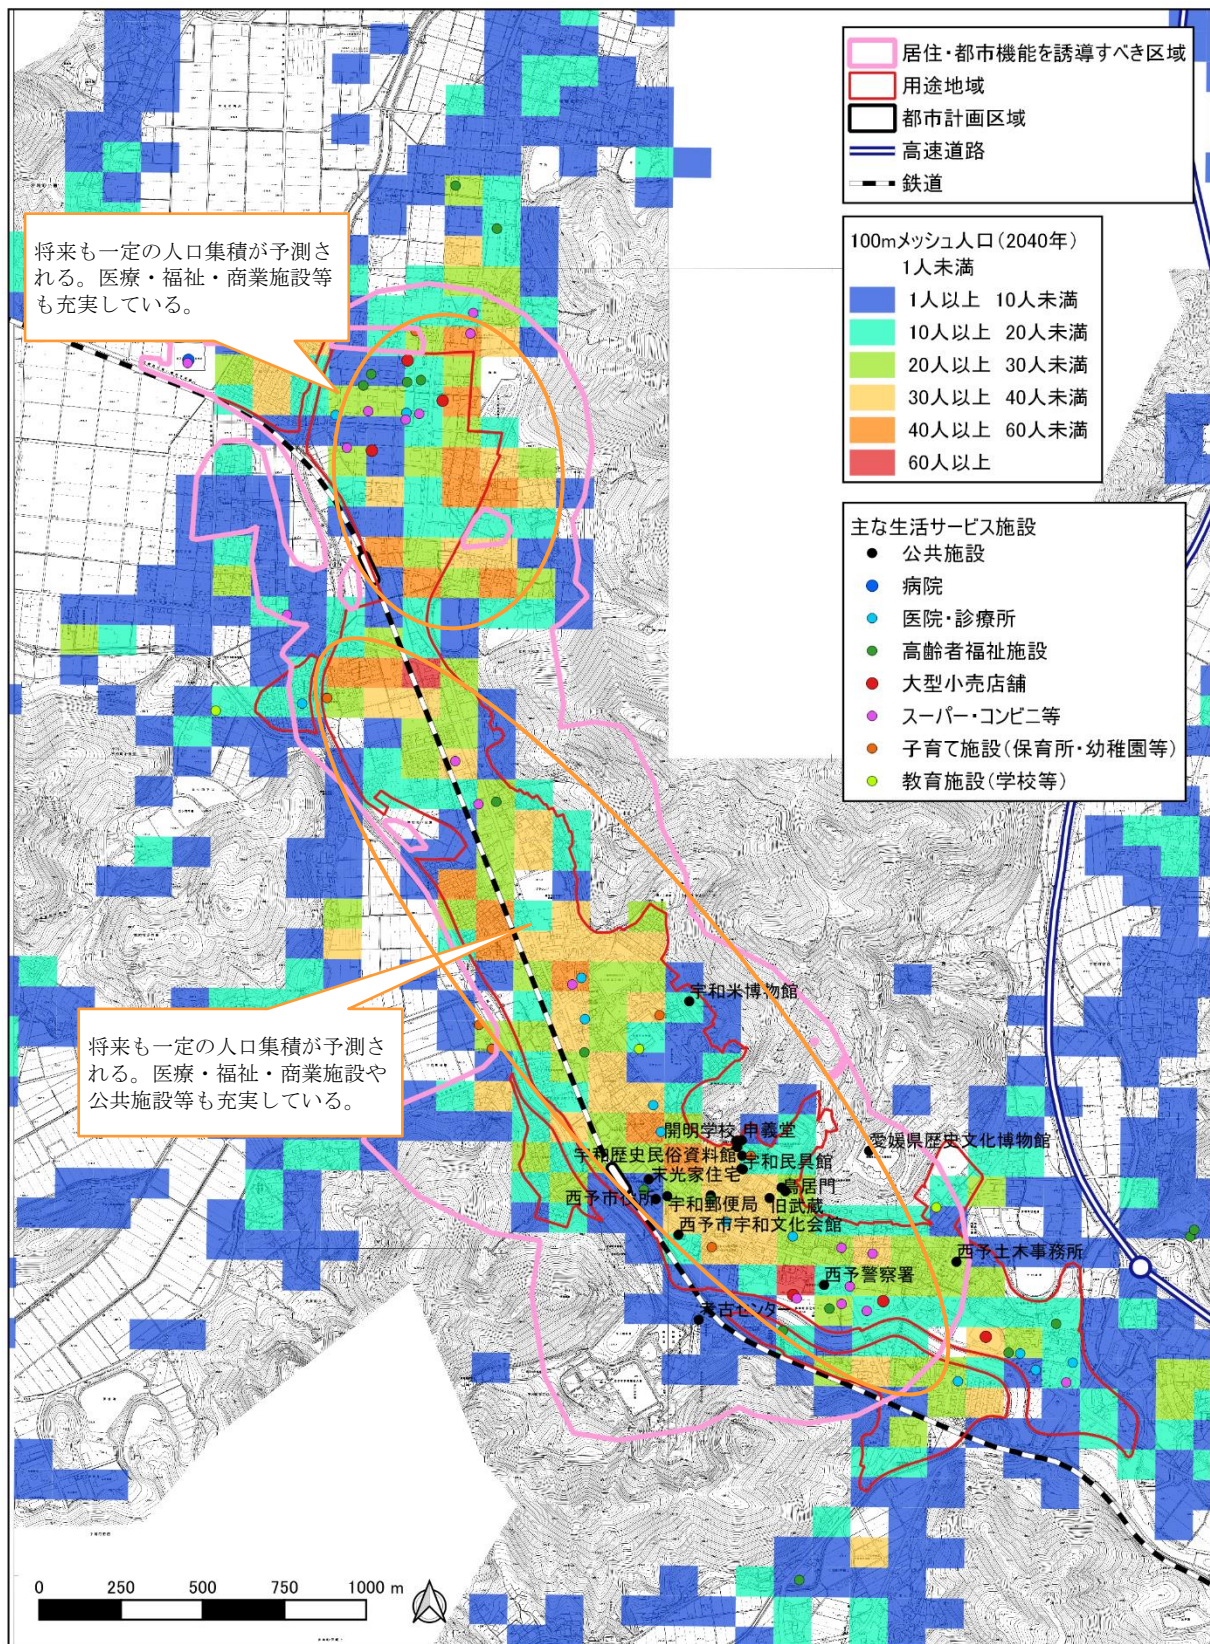 居住・都市機能を誘導すべき区域
用途地域
都市計画区域
高速道路
鉄道
100mメッシュ人口(2040年)
1人未満
1人以上 10人未満
10人以上 20人未満
20人以上 30人未満
30人以上 40人未満
40人以上 60人未満
60人以上
主な生活サービス施設
公共施設
病院
医院・診療所
高齢者福祉施設
大型小売店舗
スーパー・コンビニ等
子育て施設(保育所・幼稚園等)
教育施設(学校等)
将来も一定の人口集積が予測さ
れる。医療・福祉・商業施設等
も充実している。
将来も一定の人口集積が予測さ
れる。医療・福祉・商業施設や
公共施設等も充実している。
宇和米博物館
開明学校
申義堂
愛媛県歴史文化博物館
宇和歴史民俗資料館
宇和民具館
末光家住宅
鳥居門
西予市役所
宇和郵便局
旧武蔵
西予市宇和文化会館
西予土木事務所
西予警察署
考古センター
0 250 500 750 1000 m